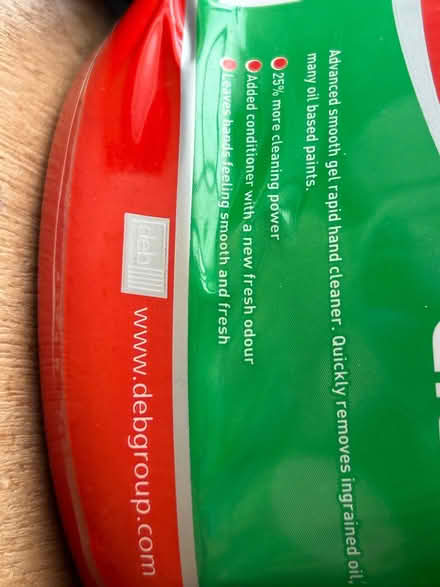 Advanced smooth gel rapid hand cleaner. Quickly removes ingrained oil,
many oil based paints.
25% more cleaning power
Added conditioner with a new fresh odour
Leaves hands feeling smooth and fresh
deb
www.debgroup.com